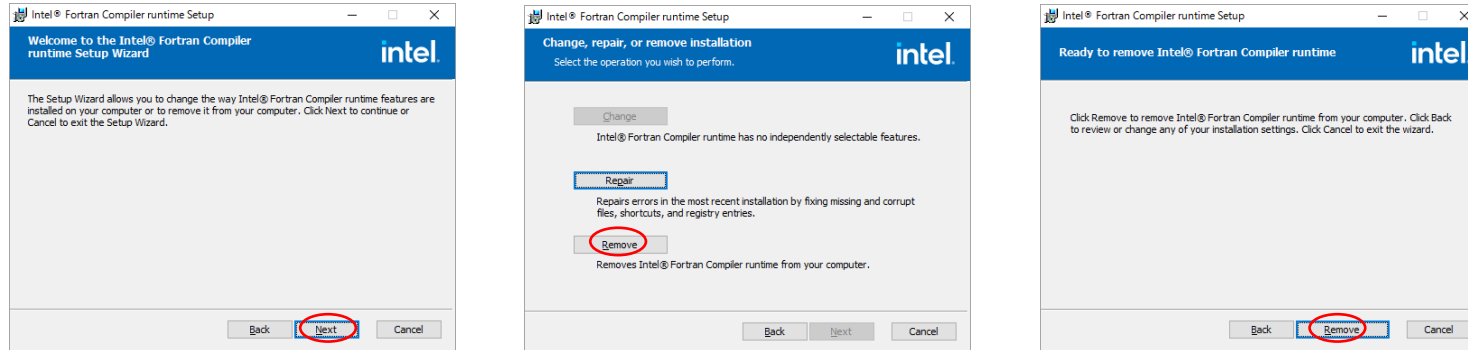 Intel® Fortran Compiler runtime Setup
Welcome to the Intel® Fortran Compiler
runtime Setup Wizard
intel.
The Setup Wizard allows you to change the way Intel® Fortran Compiler runtime features are
installed on your computer or to remove it from your computer. Click Next to continue or
Cancel to exit the Setup Wizard.
Back Next Cancel
Intel® Fortran Compiler runtime Setup
Change, repair, or remove installation
Select the operation you wish to perform.
intel.
Change
Intel® Fortran Compiler runtime has no independently selectable features.
Repair
Repairs errors in the most recent installation by fixing missing and corrupt
files, shortcuts, and registry entries.
Remove
Removes Intel® Fortran Compiler runtime from your computer.
Back Next Cancel
Intel® Fortran Compiler runtime Setup
Ready to remove Intel® Fortran Compiler runtime
intel.
Click Remove to remove Intel® Fortran Compiler runtime from your computer. Click Back
to review or change any of your installation settings. Click Cancel to exit the wizard.
Back Remove Cancel